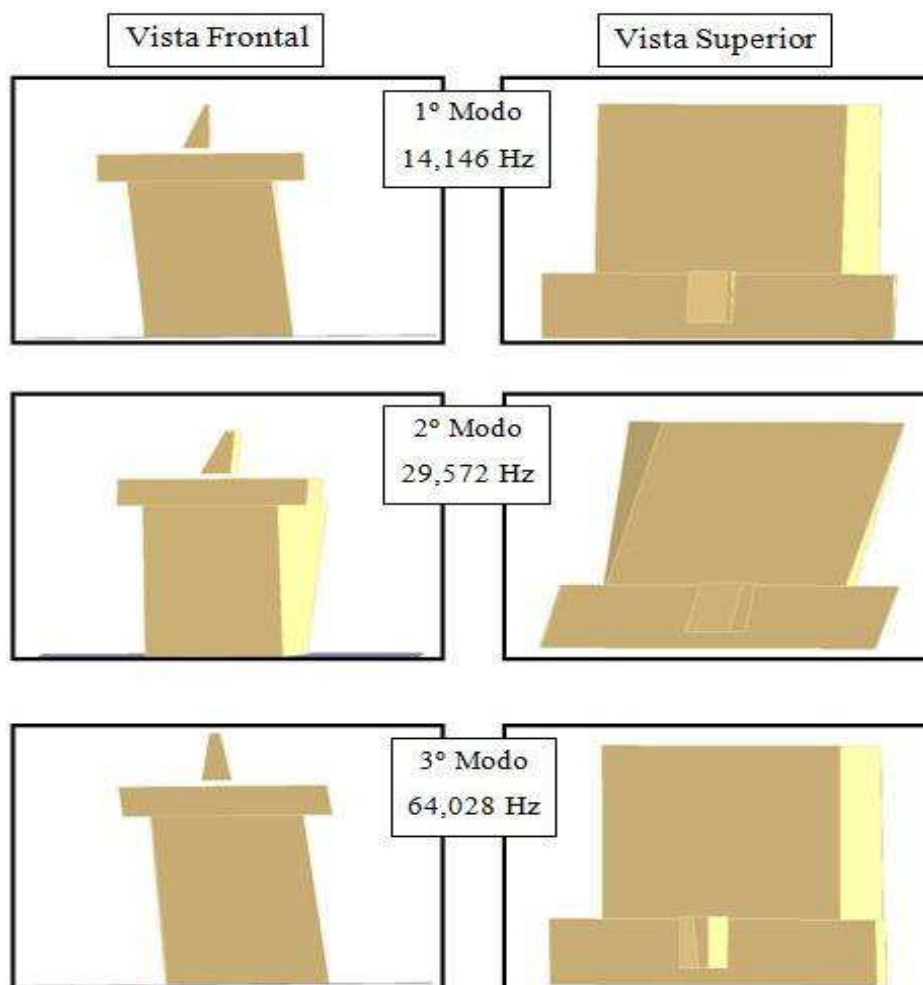 Vista Frontal
Vista Superior
1º Modo
14,146 Hz
2º Modo
29,572 Hz
3º Modo
64,028 Hz